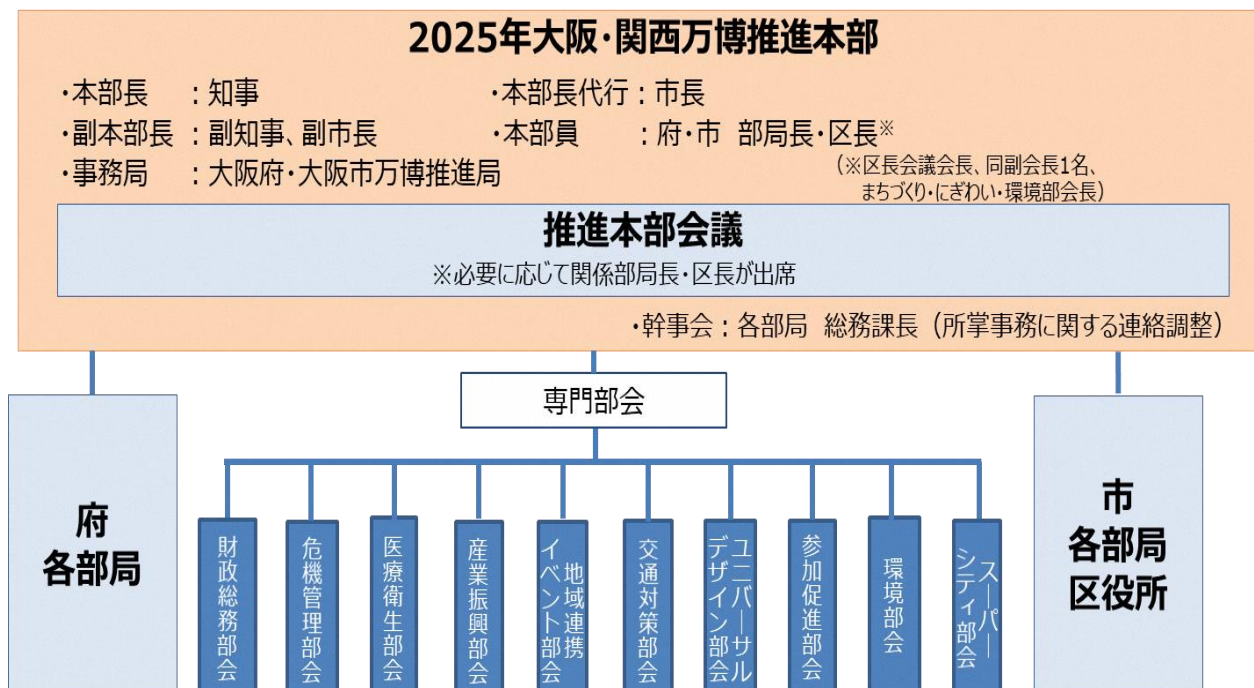 2025年大阪・関西万博推進本部
・本部長　：知事
・本部長代行：市長
・副本部長：副知事、副市長
・本部員　：府・市 部局長・区長※
・事務局　：大阪府・大阪市万博推進局
（※区長会議会長、同副会長1名、
まちづくり・にぎわい・環境部会長）
推進本部会議
※必要に応じて関係部局長・区長が出席
・幹事会：各部局 総務課長（所掌事務に関する連絡調整）
専門部会
府
各部局
財政総務部会
危機管理部会
医療衛生部会
産業振興部会
地域連携
イベント部会
交通対策部会
ユニバーサル
デザイン部会
参加促進部会
環境部会
スーパー
シティ部会
市
各部局
区役所